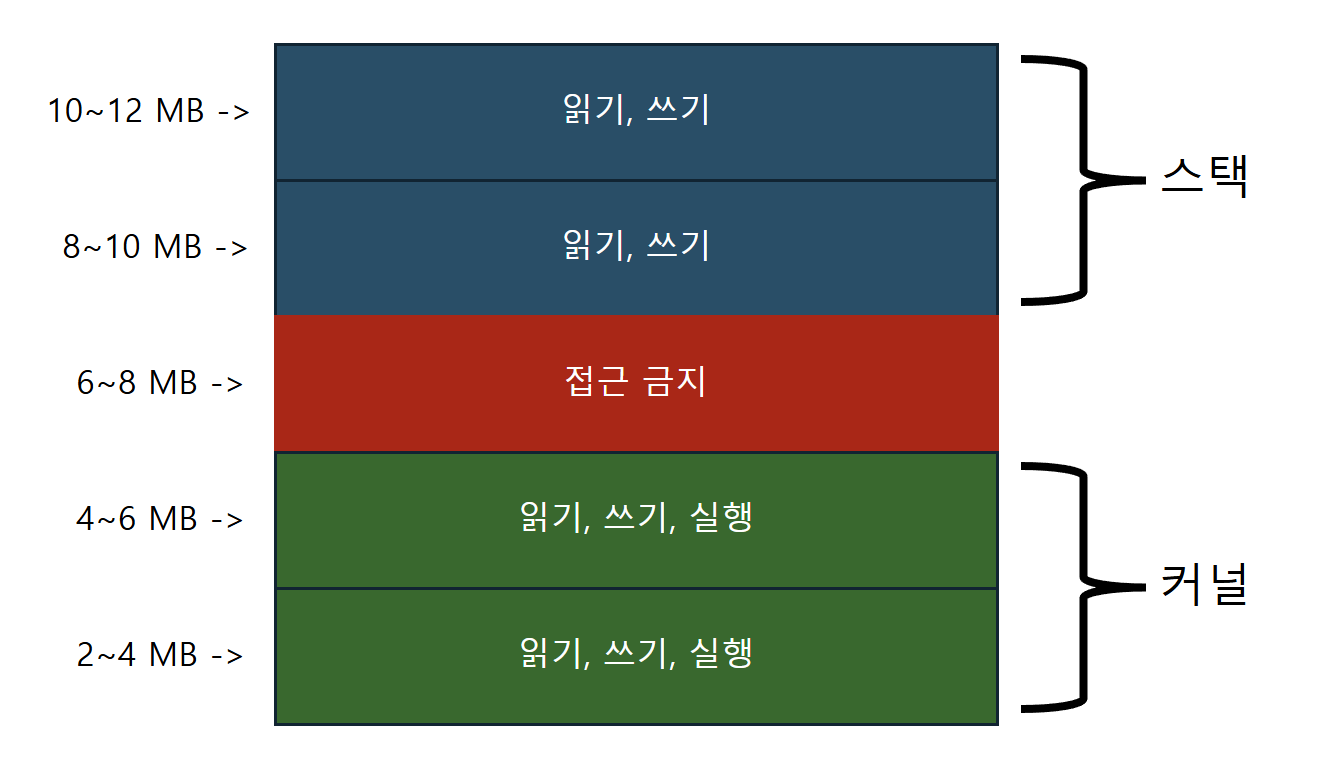 10~12 MB -> 읽기, 쓰기
스택
8~10 MB -> 읽기, 쓰기
6~8 MB -> 접근 금지
4~6 MB -> 읽기, 쓰기, 실행
커널
2~4 MB -> 읽기, 쓰기, 실행